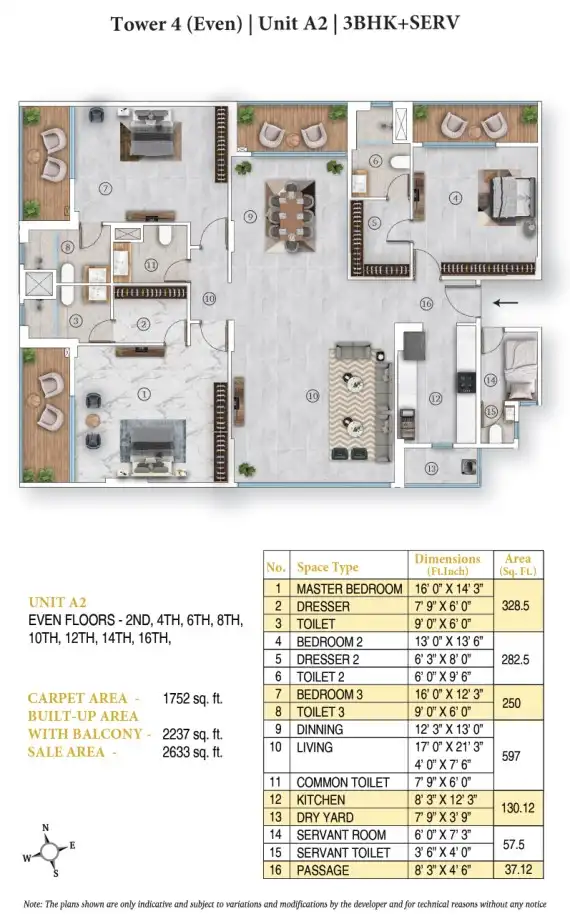 Tower 4 (Even) | Unit A2 | 3BHK+SERV
7
9
6
5
4
8
11
10
3
2
16
1
10
12
14
15
13
UNIT A2
EVEN FLOORS - 2ND, 4TH, 6TH, 8TH,
10TH, 12TH, 14TH, 16TH,
CARPET AREA - 1752 sq. ft.
BUILT-UP AREA
WITH BALCONY - 2237 sq. ft.
SALE AREA - 2633 sq. ft.
No. Space Type Dimensions (Ft.Inch) Area (Sq. Ft.)
1 MASTER BEDROOM 16' 0" X 14' 3"
2 DRESSER 7' 9" X 6' 0" 328.5
3 TOILET 9' 0" X 6' 0"
4 BEDROOM 2 13' 0" X 13' 6"
5 DRESSER 2 6' 3" X 8' 0" 282.5
6 TOILET 2 6' 0" X 9' 6"
7 BEDROOM 3 16' 0" X 12' 3" 250
8 TOILET 3 9' 0" X 6' 0"
9 DINNING 12' 3" X 13' 0"
10 LIVING 17' 0" X 21' 3" 597
4' 0" X 7' 6"
11 COMMON TOILET 7' 9" X 6' 0"
12 KITCHEN 8' 3" X 12' 3" 130.12
13 DRY YARD 7' 9" X 3' 9"
14 SERVANT ROOM 6' 0" X 7' 3" 57.5
15 SERVANT TOILET 3' 6" X 4' 0"
16 PASSAGE 8' 3" X 4' 6" 37.12
N
E
W
S
Note: The plans shown are only indicative and subject to variations and modifications by the developer and for technical reasons without any notice